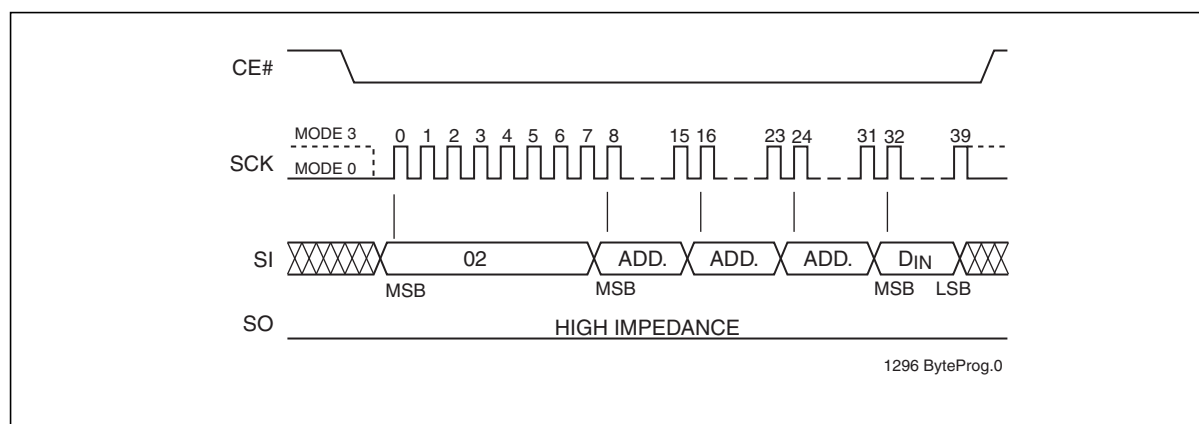 CE#
MODE 3
0 1 2 3 4 5 6 7 8 15 16 23 24 31 32 39
SCK
MODE 0
SI
02 ADD. ADD. ADD. DIN
MSB MSB MSB LSB
SO
HIGH IMPEDANCE
1296 ByteProg.0